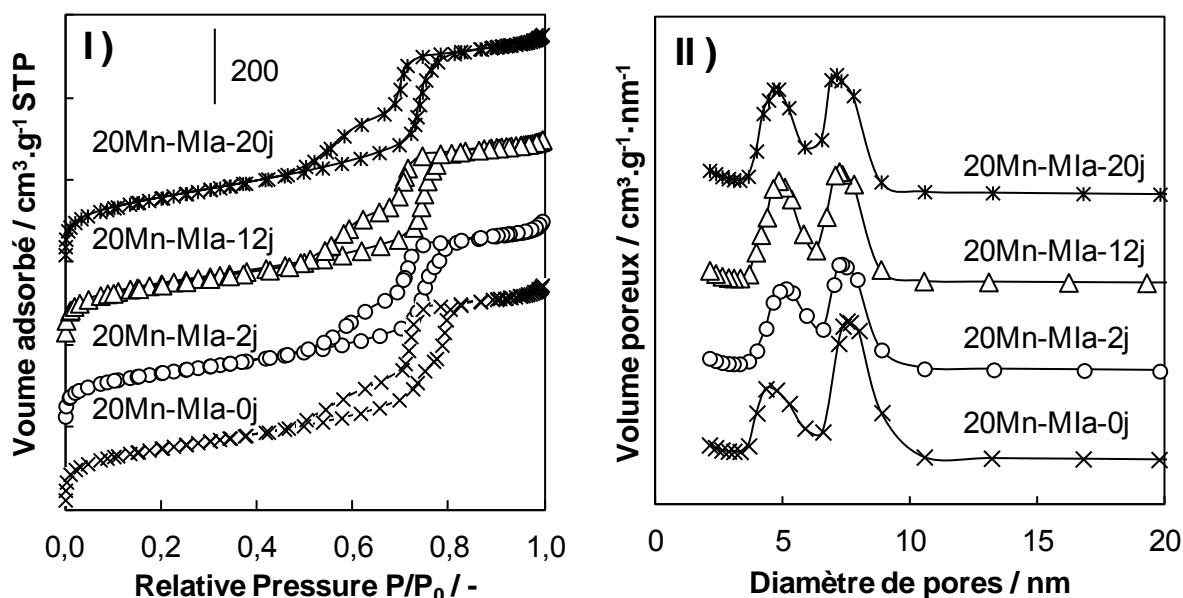 I )
200
20Mn-MIa-20j
20Mn-MIa-12j
20Mn-MIa-2j
20Mn-MIa-0j
Voume adsorbé / cm³.g⁻¹ STP
0,0 0,2 0,4 0,6 0,8 1,0
Relative Pressure P/P₀ / -
II )
20Mn-MIa-20j
20Mn-MIa-12j
20Mn-MIa-2j
20Mn-MIa-0j
Volume poreux / cm³.g⁻¹·nm⁻¹
0 5 10 15 20
Diamètre de pores / nm